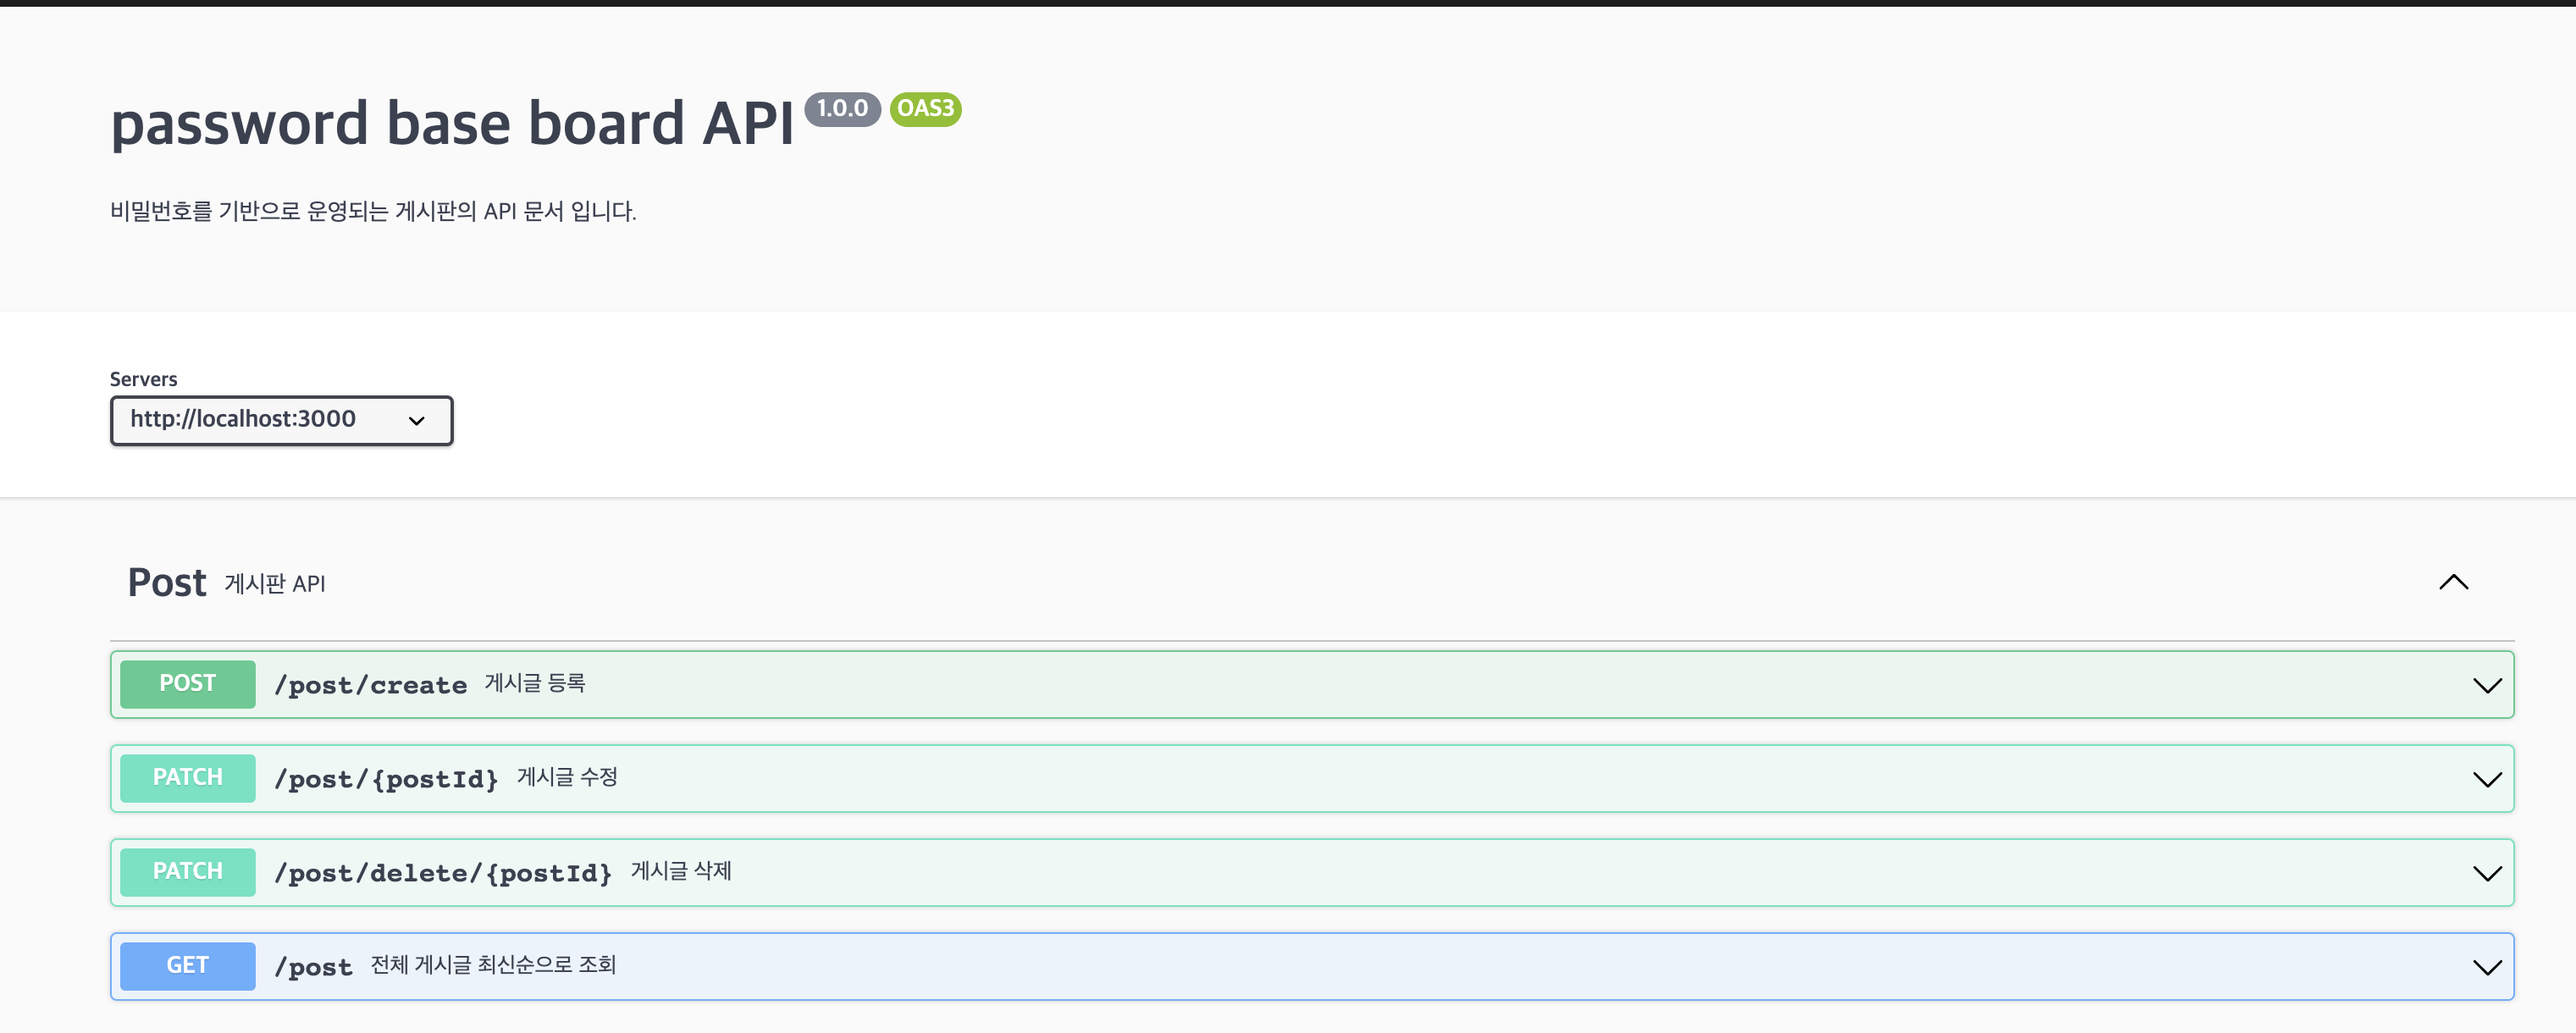 password base board API 1.0.0 OAS3
비밀번호를 기반으로 운영되는 게시판의 API 문서 입니다.
Servers
http://localhost:3000
Post 게시판 API
POST /post/create 게시글 등록
PATCH /post/{postId} 게시글 수정
PATCH /post/delete/{postId} 게시글 삭제
GET /post 전체 게시글 최신순으로 조회